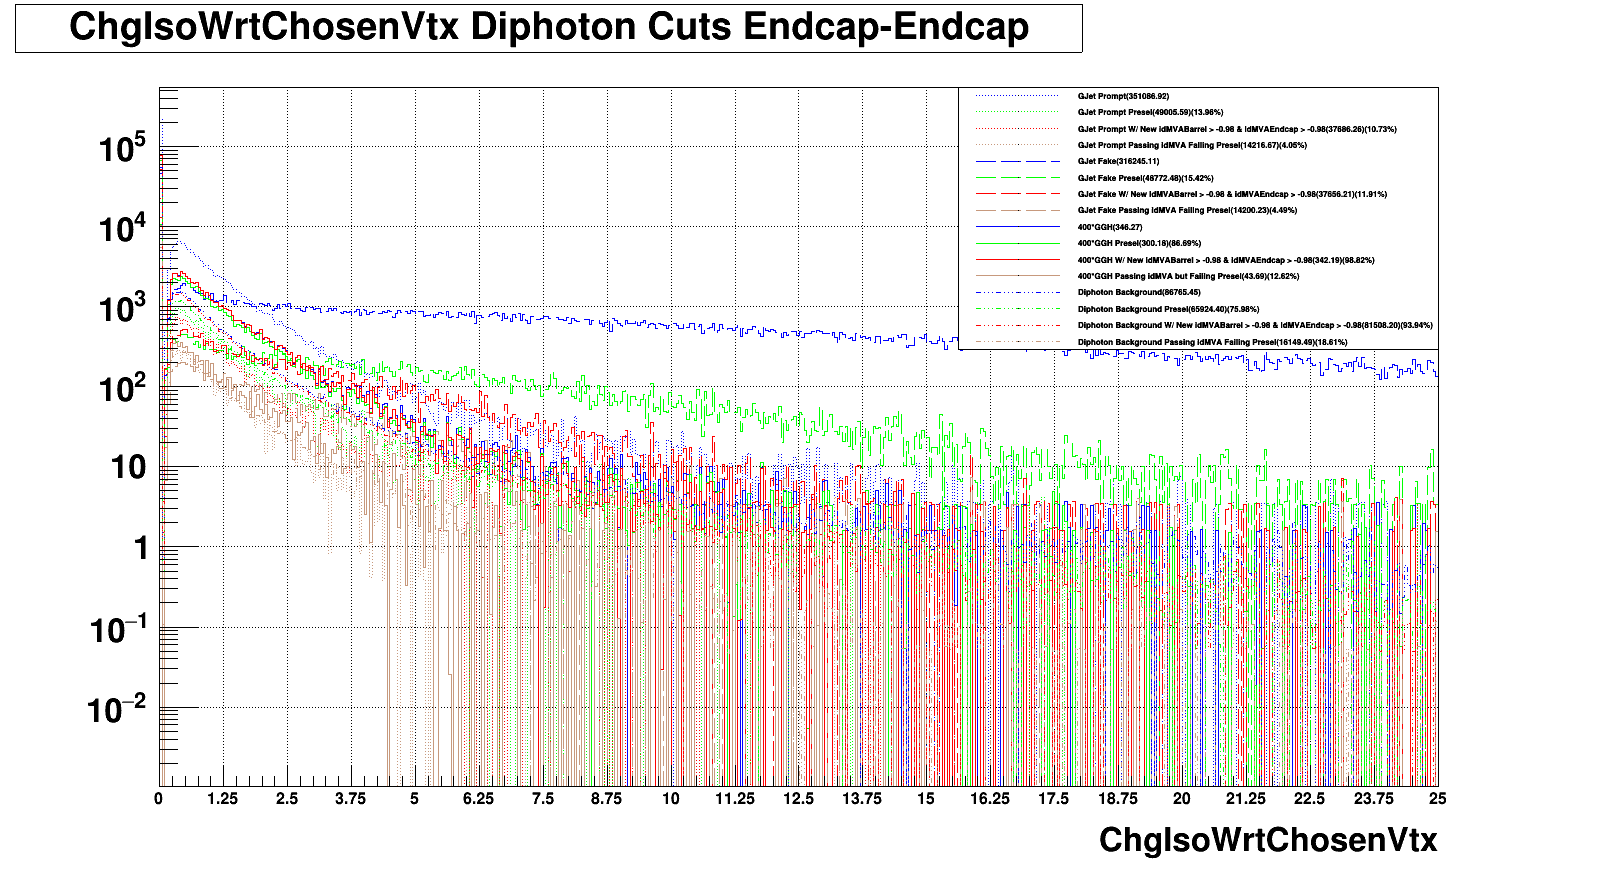 ChgIsoWrtChosenVtx Diphoton Cuts Endcap-Endcap
GJet Prompt(351086.92)
GJet Prompt Presel(49005.59)(13.96%)
GJet Prompt W/ New idMVABarrel > -0.98 & idMVAEndcap > -0.98(37686.26)(10.73%)
GJet Prompt Passing idMVA Failing Presel(14216.67)(4.05%)
GJet Fake(316245.11)
GJet Fake Presel(48772.48)(15.42%)
GJet Fake W/ New idMVABarrel > -0.98 & idMVAEndcap > -0.98(37656.21)(11.91%)
GJet Fake Passing idMVA Failing Presel(14200.23)(4.49%)
400*GGH(346.27)
400*GGH Presel(300.18)(86.69%)
400*GGH W/ New idMVABarrel > -0.98 & idMVAEndcap > -0.98(342.19)(98.82%)
400*GGH Passing idMVA but Failing Presel(43.69)(12.62%)
Diphoton Background(86765.45)
Diphoton Background Presel(65924.40)(75.98%)
Diphoton Background W/ New idMVABarrel > -0.98 & idMVAEndcap > -0.98(81508.20)(93.94%)
Diphoton Background Passing idMVA Failing Presel(16149.49)(18.61%)
10⁵
10⁴
10³
10²
10
1
10⁻¹
10⁻²
0 1.25 2.5 3.75 5 6.25 7.5 8.75 10 11.25 12.5 13.75 15 16.25 17.5 18.75 20 21.25 22.5 23.75 25
ChgIsoWrtChosenVtx